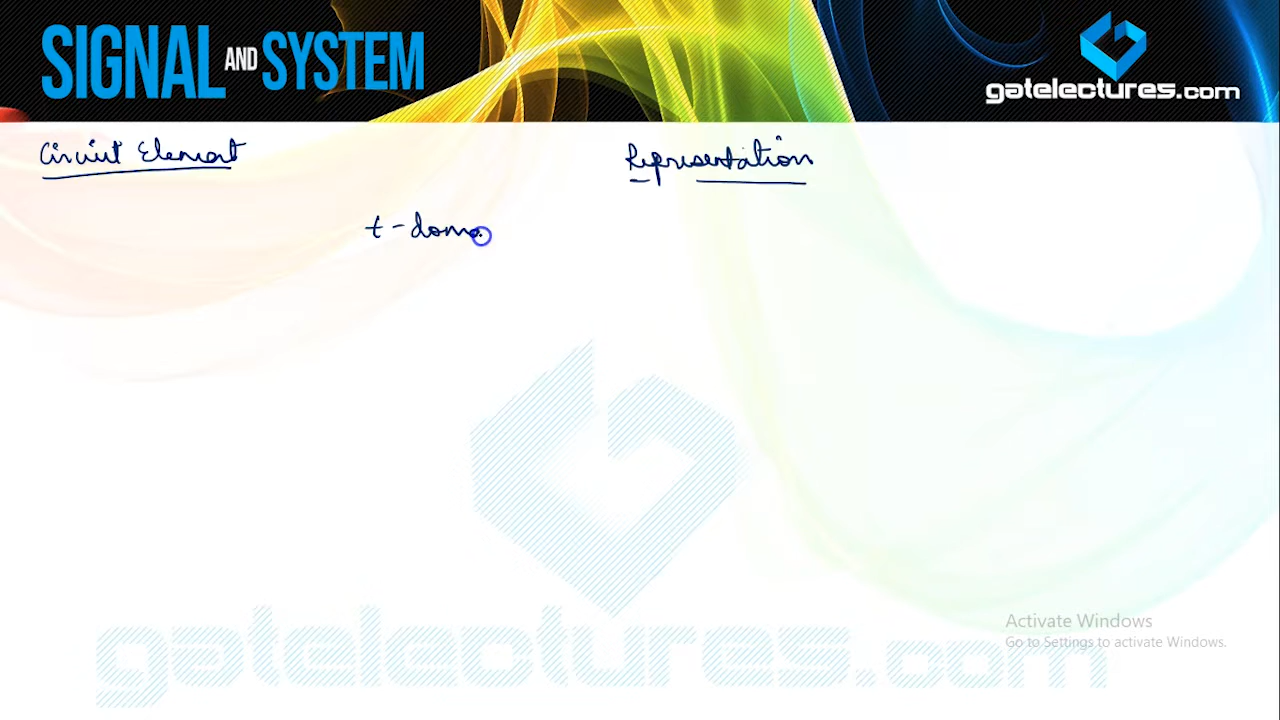 SIGNAL AND SYSTEM
gatelectures.com
Circuit Element
Representation
t-doma
gatelectures.com
Activate Windows
Go to Settings to activate Windows.